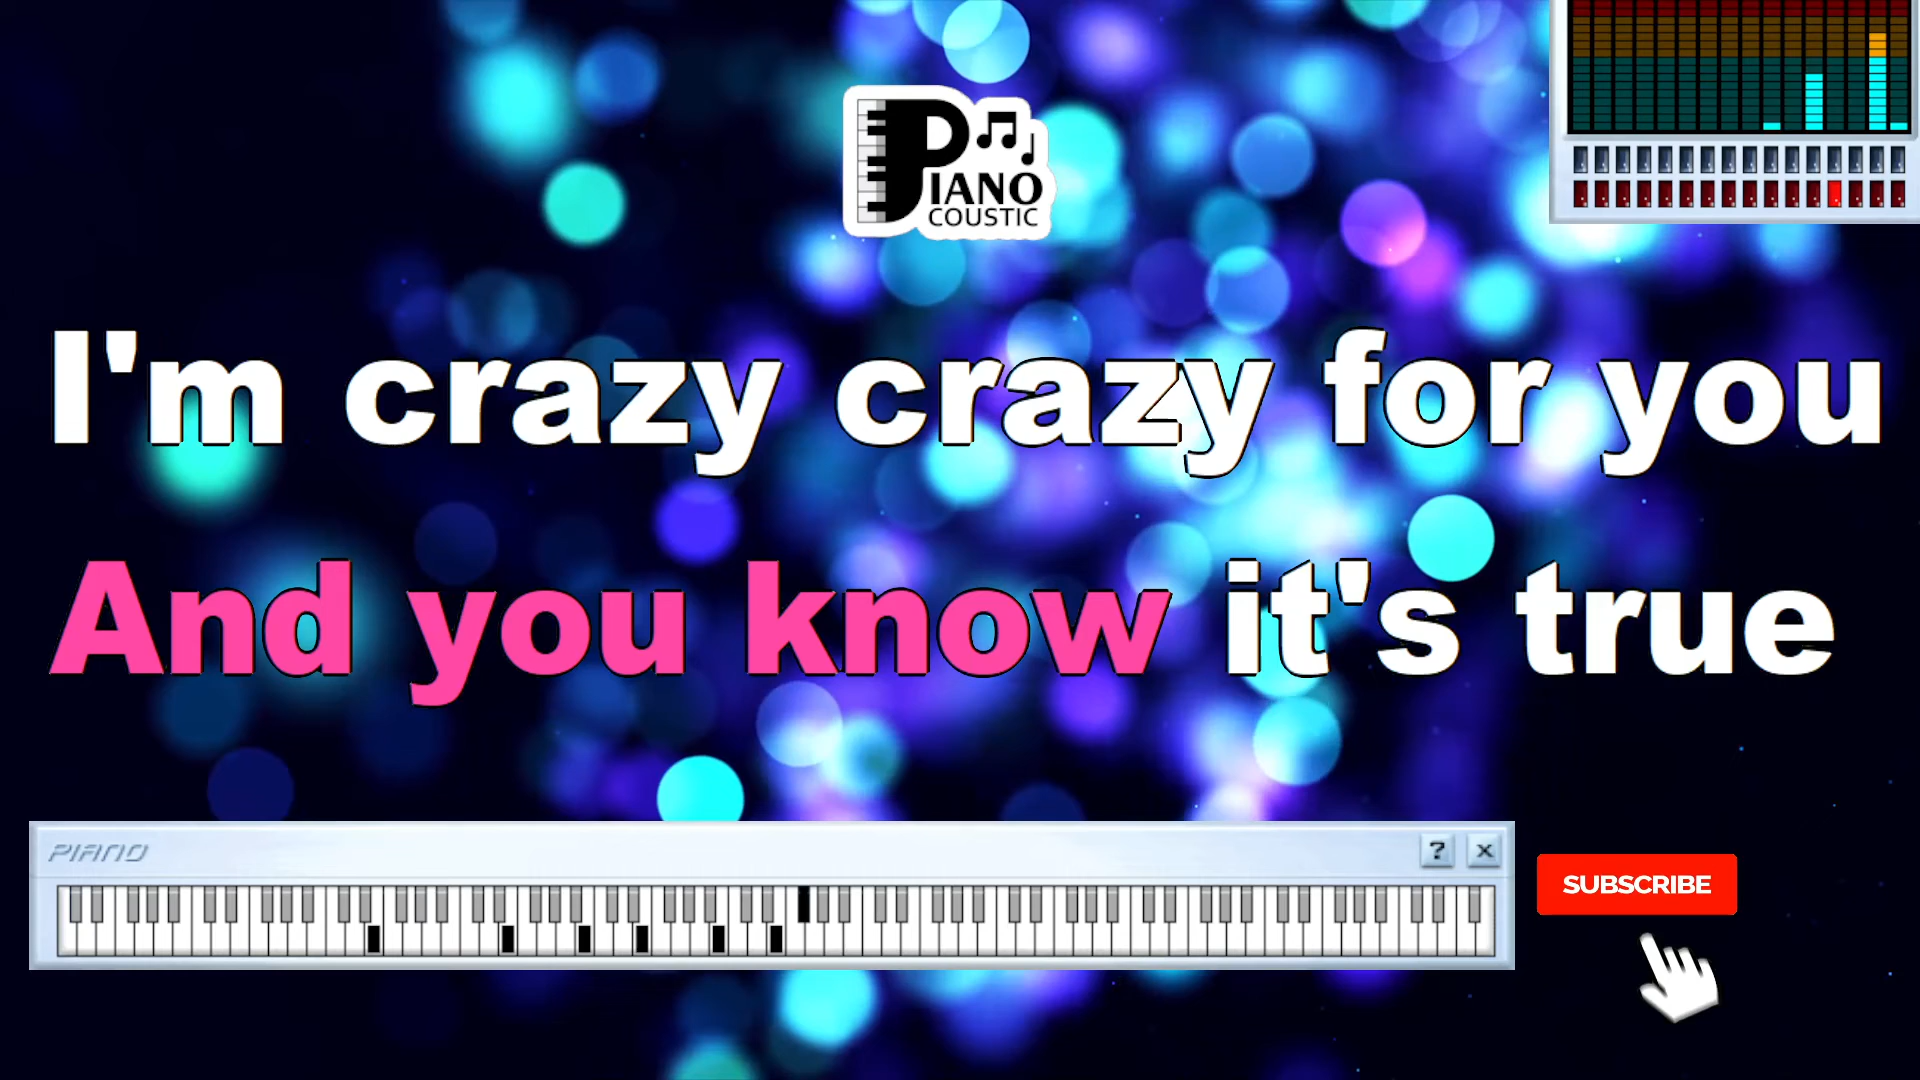 PIANO
COUSTIC
I'm crazy crazy for you
And you know it's true
PIANO
? X
SUBSCRIBE